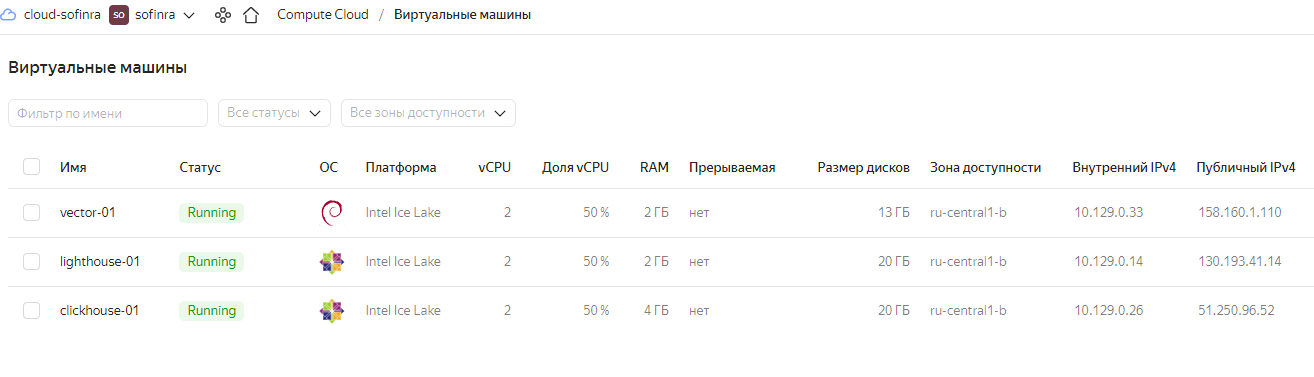 cloud-sofinra SO sofinra Compute Cloud / Виртуальные машины
Виртуальные машины
Фильтр по имени Все статусы Все зоны доступности
Имя Статус ОС Платформа vCPU Доля vCPU RAM Прерываемая Размер дисков Зона доступности Внутренний IPv4 Публичный IPv4
vector-01 Running Intel Ice Lake 2 50 % 2 ГБ нет 13 ГБ ru-central1-b 10.129.0.33 158.160.1.110
lighthouse-01 Running Intel Ice Lake 2 50 % 2 ГБ нет 20 ГБ ru-central1-b 10.129.0.14 130.193.41.14
clickhouse-01 Running Intel Ice Lake 2 50 % 4 ГБ нет 20 ГБ ru-central1-b 10.129.0.26 51.250.96.52